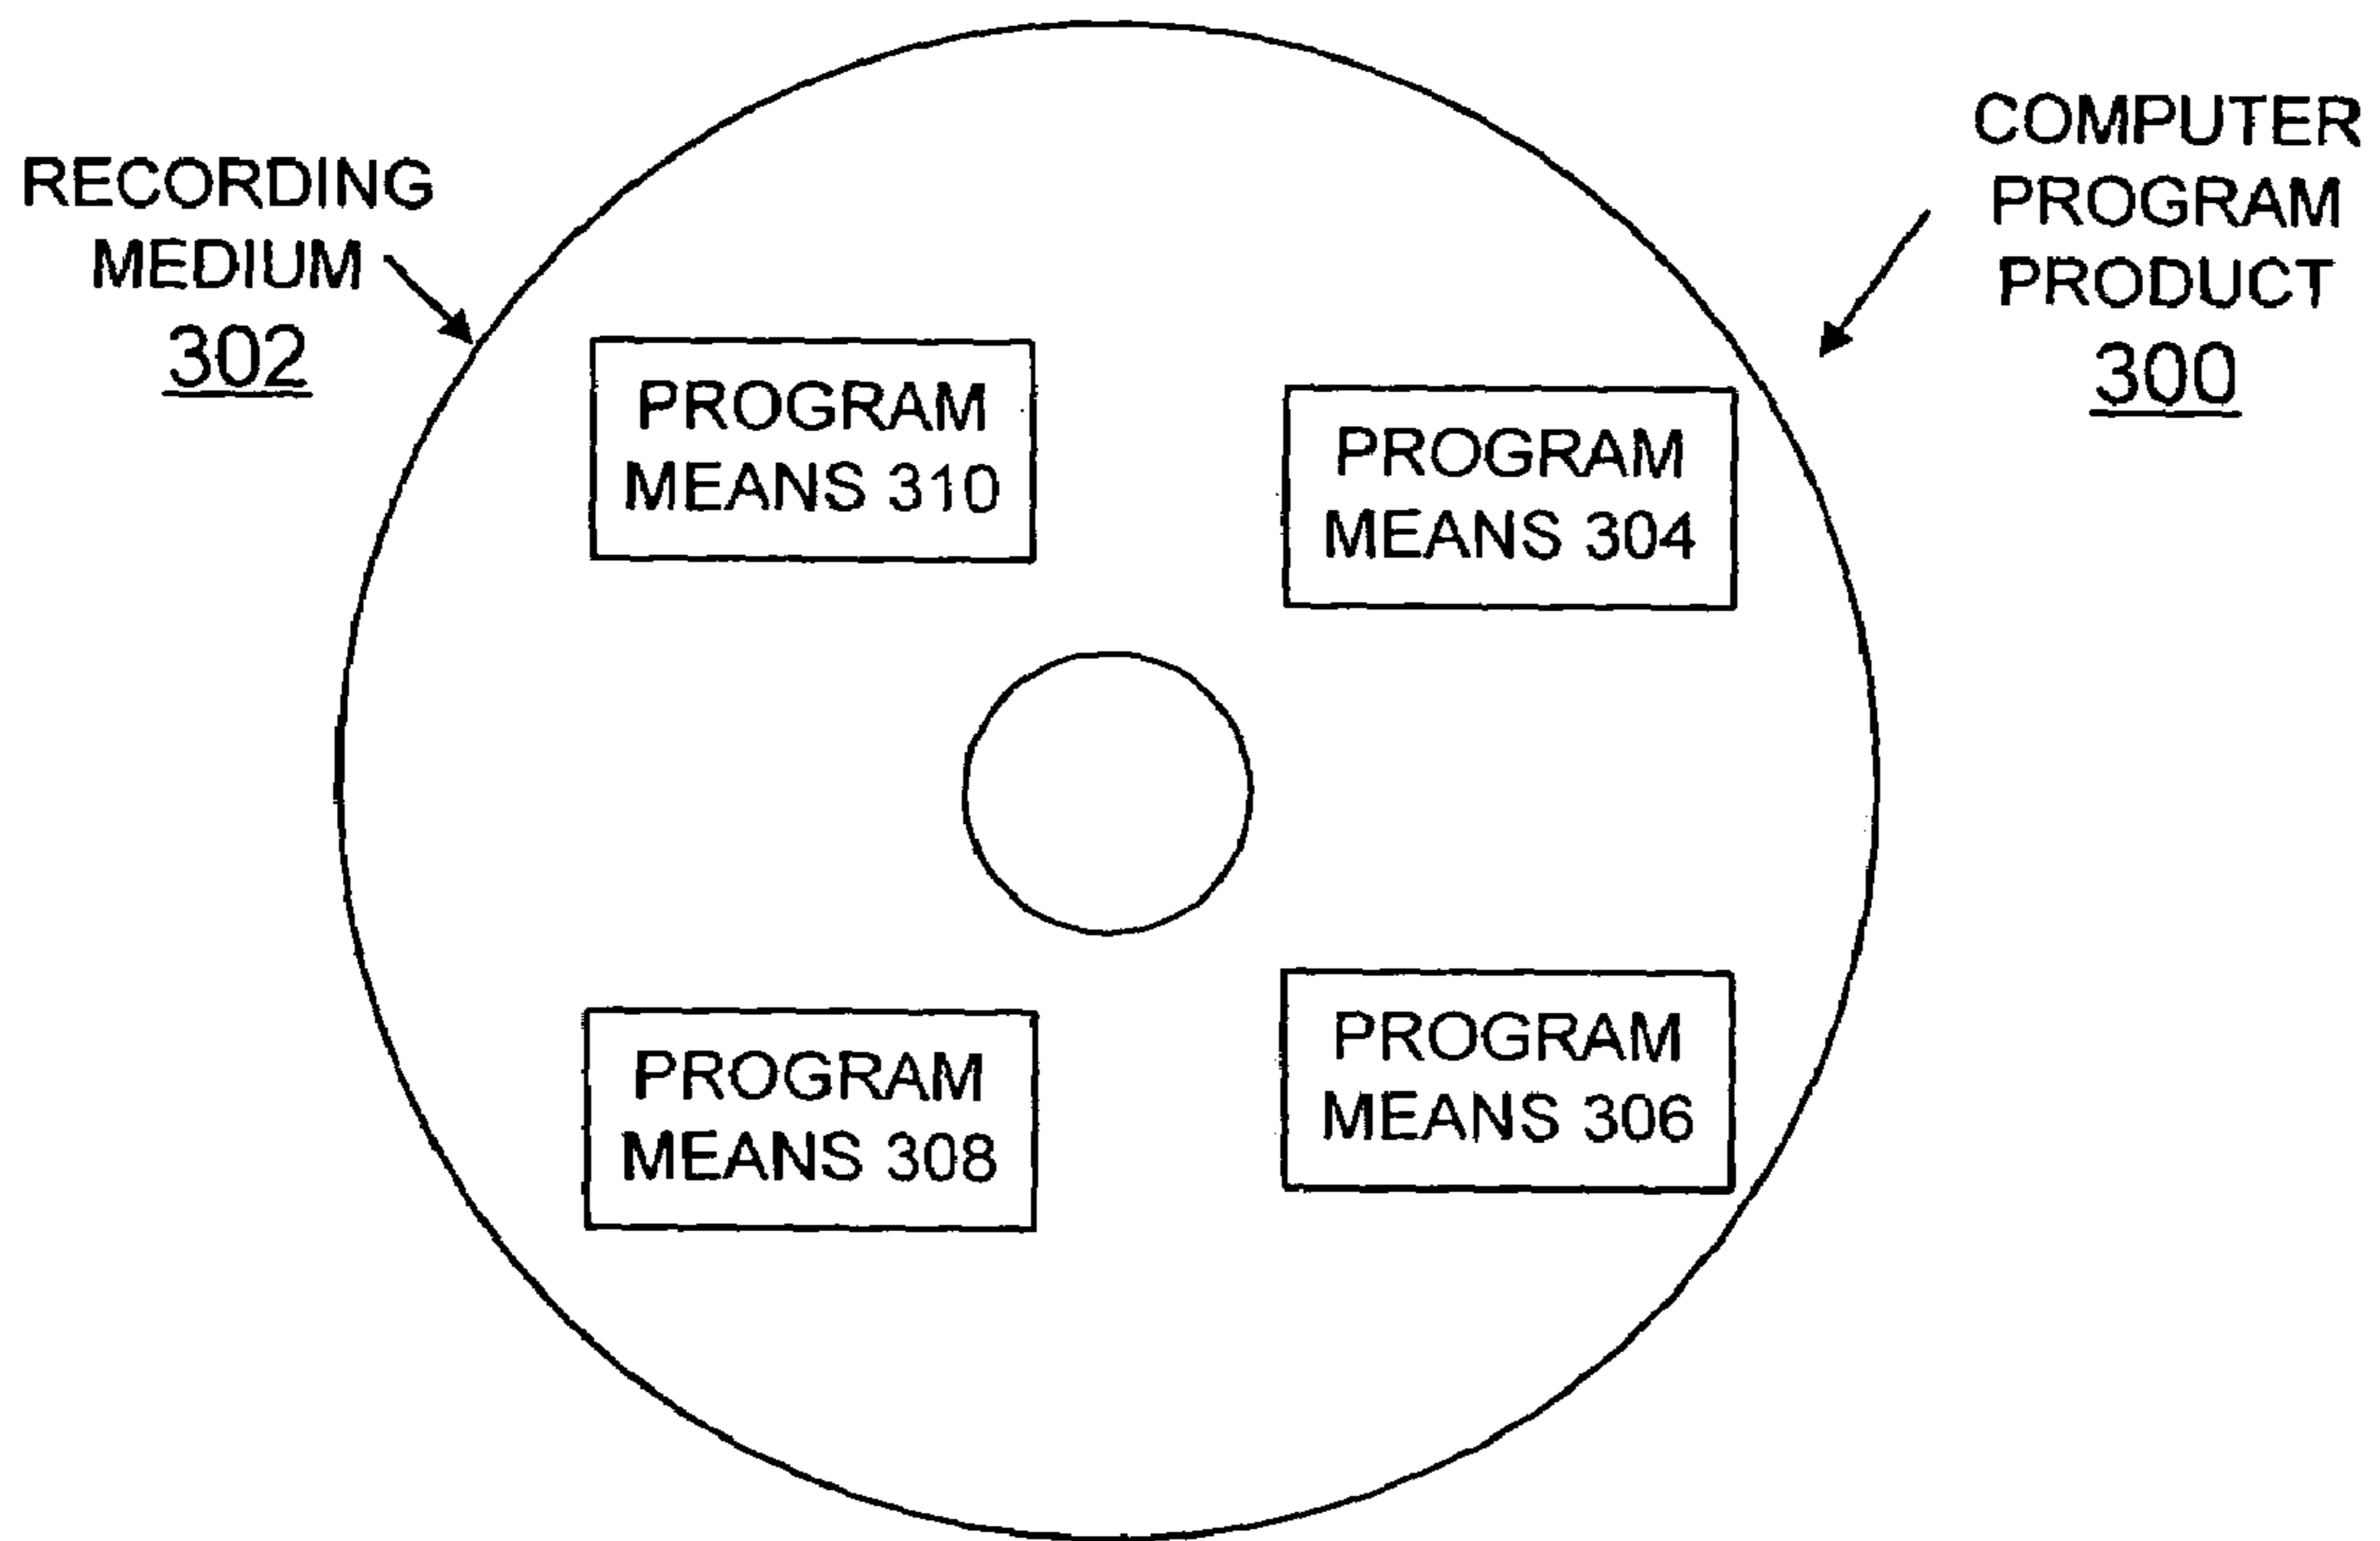 RECORDING
MEDIUM
302
COMPUTER
PROGRAM
PRODUCT
300
PROGRAM
MEANS 310
PROGRAM
MEANS 304
PROGRAM
MEANS 308
PROGRAM
MEANS 306